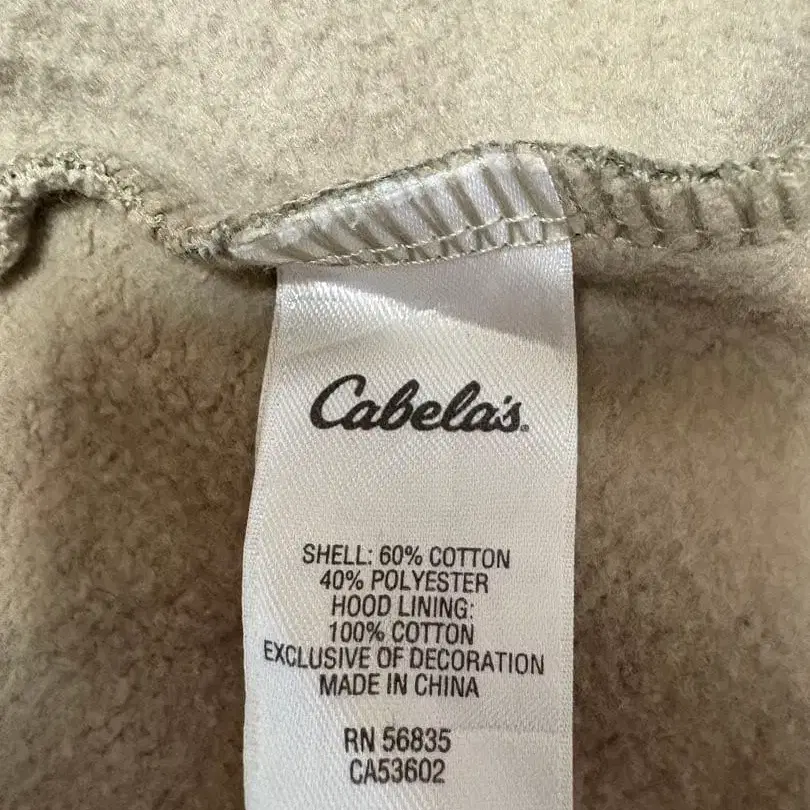 Cabela's
SHELL: 60% COTTON
40% POLYESTER
HOOD LINING:
100% COTTON
EXCLUSIVE OF DECORATION
MADE IN CHINA
RN 56835
CA53602